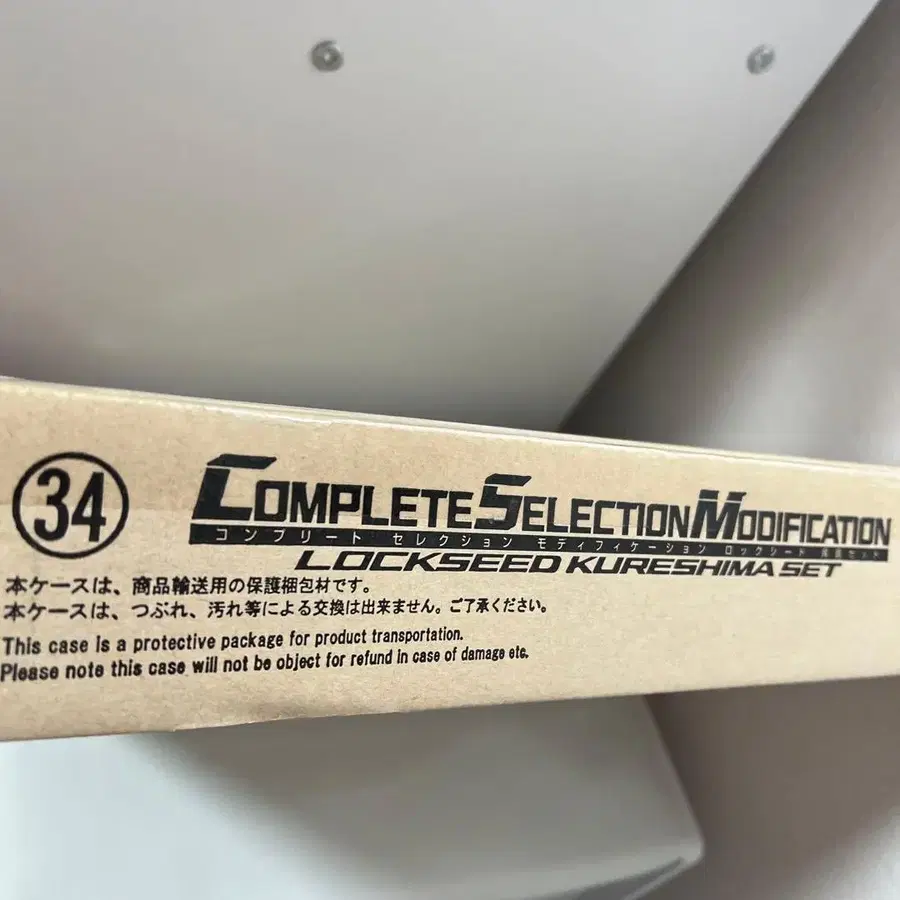 34
COMPLETE SELECTION MODIFICATION
コンプリート セレクション モディフィケーション ロックシード 呉島セット
LOCKSEED KURESHIMA SET
本ケースは、商品輸送用の保護梱包材です。
本ケースは、つぶれ、汚れ等による交換は出来ません。ご了承ください。
This case is a protective package for product transportation.
Please note this case will not be object for refund in case of damage etc.